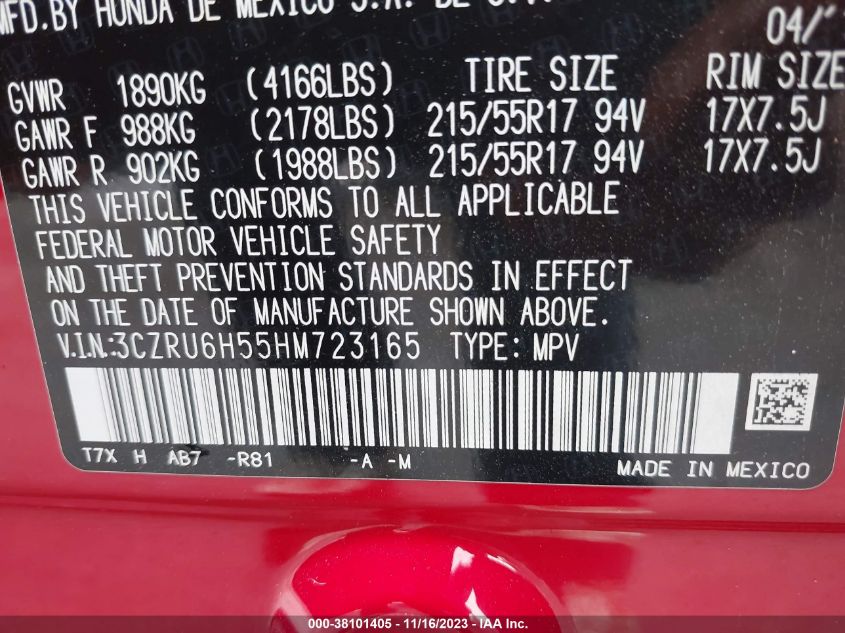 MFD.BY HONDA DE MEXICO S.A. DE C.V.
04/
GVWR 1890KG (4166LBS) TIRE SIZE RIM SIZE
GAWR F 988KG (2178LBS) 215/55R17 94V 17X7.5J
GAWR R 902KG (1988LBS) 215/55R17 94V 17X7.5J
THIS VEHICLE CONFORMS TO ALL APPLICABLE
FEDERAL MOTOR VEHICLE SAFETY
AND THEFT PREVENTION STANDARDS IN EFFECT
ON THE DATE OF MANUFACTURE SHOWN ABOVE.
V.I.N.:3CZRU6H55HM723165 TYPE: MPV
T7X H AB7 -R81 -A -M
MADE IN MEXICO
© 000-38101405 - 11/16/2023 - IAA Inc.